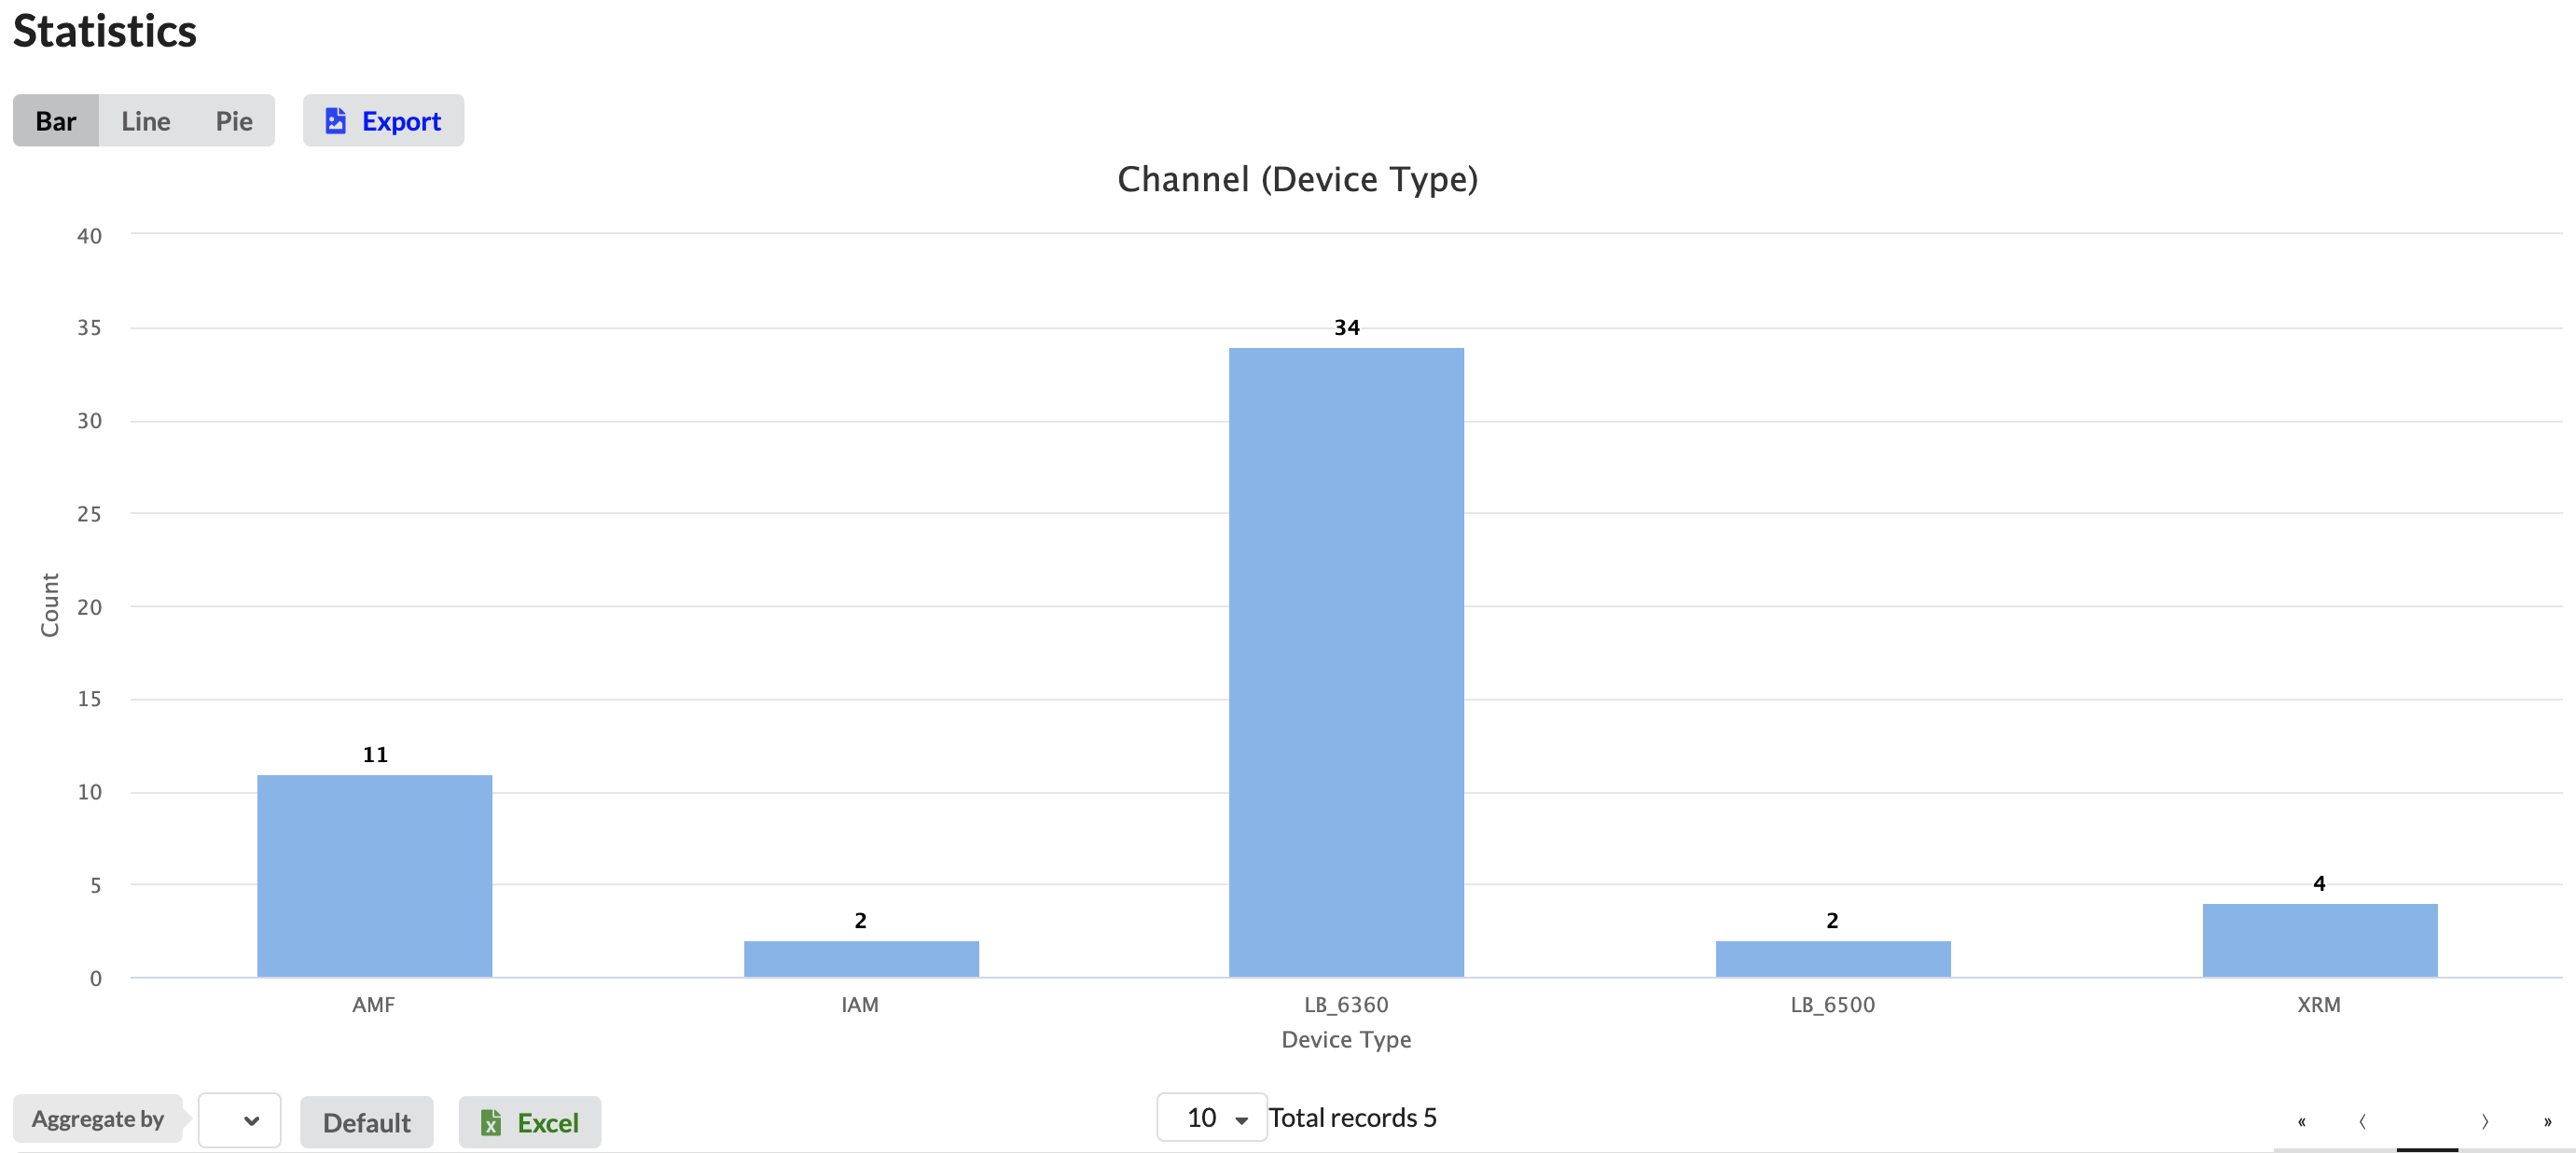 Statistics
Bar Line Pie Export
Channel (Device Type)
40
35
30
25
20
15
10
5
0
Count
34
11
2
2
4
AMF IAM LB_6360 LB_6500 XRM
Device Type
Aggregate by Default Excel 10 Total records 5 « 〈 〉 »